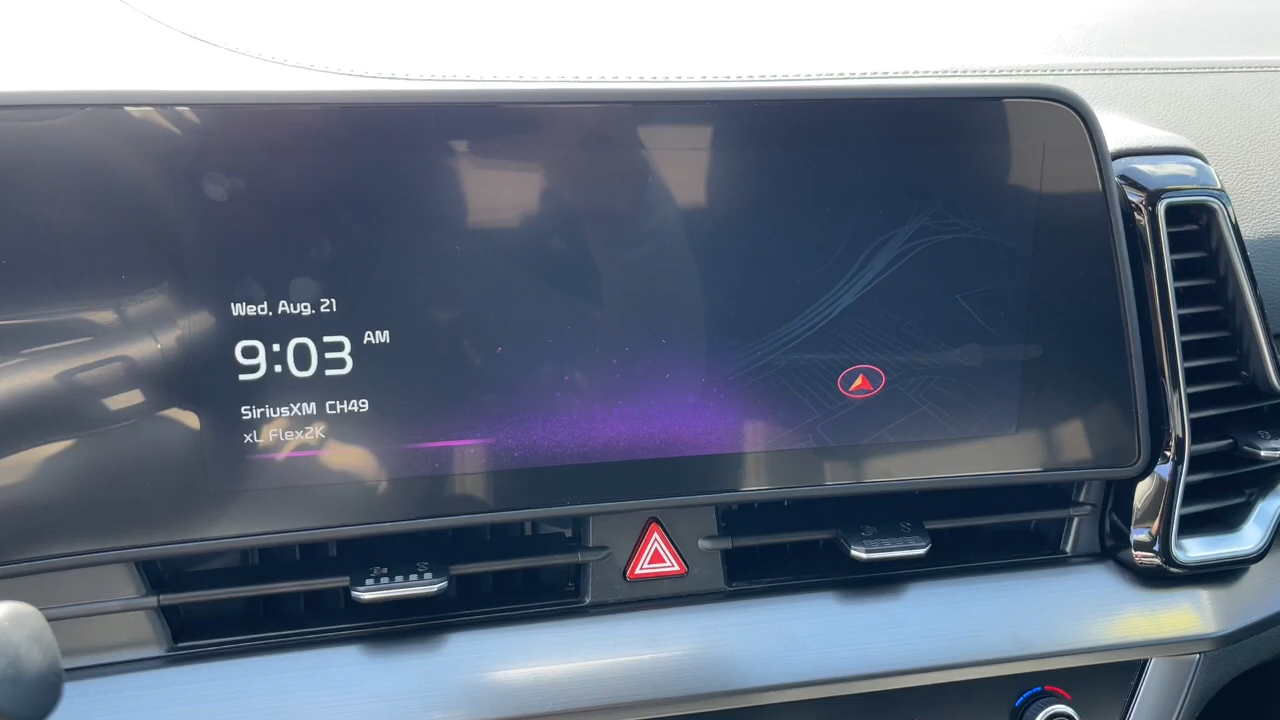 Wed, Aug. 21
9:03 AM
SiriusXM CH49
xL Flex2K